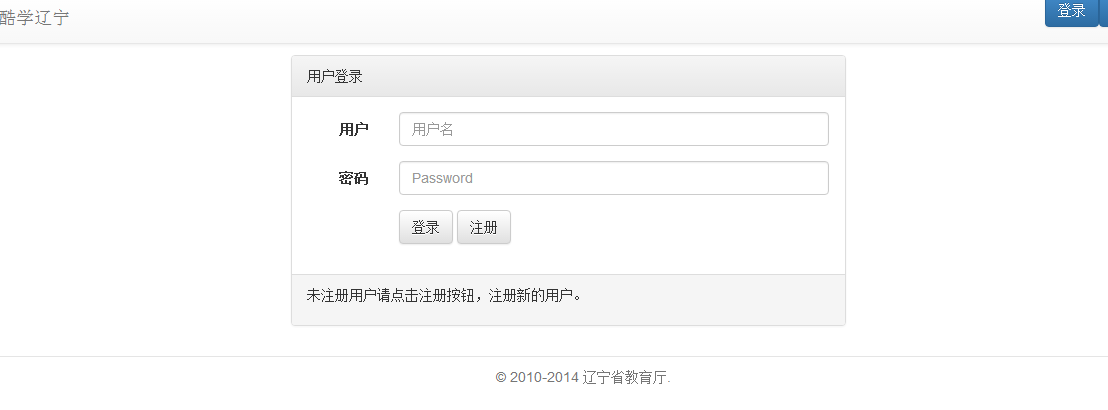 酷学辽宁
登录
用户登录
用户
用户名
密码
Password
登录 注册
未注册用户请点击注册按钮，注册新的用户。
© 2010-2014 辽宁省教育厅.